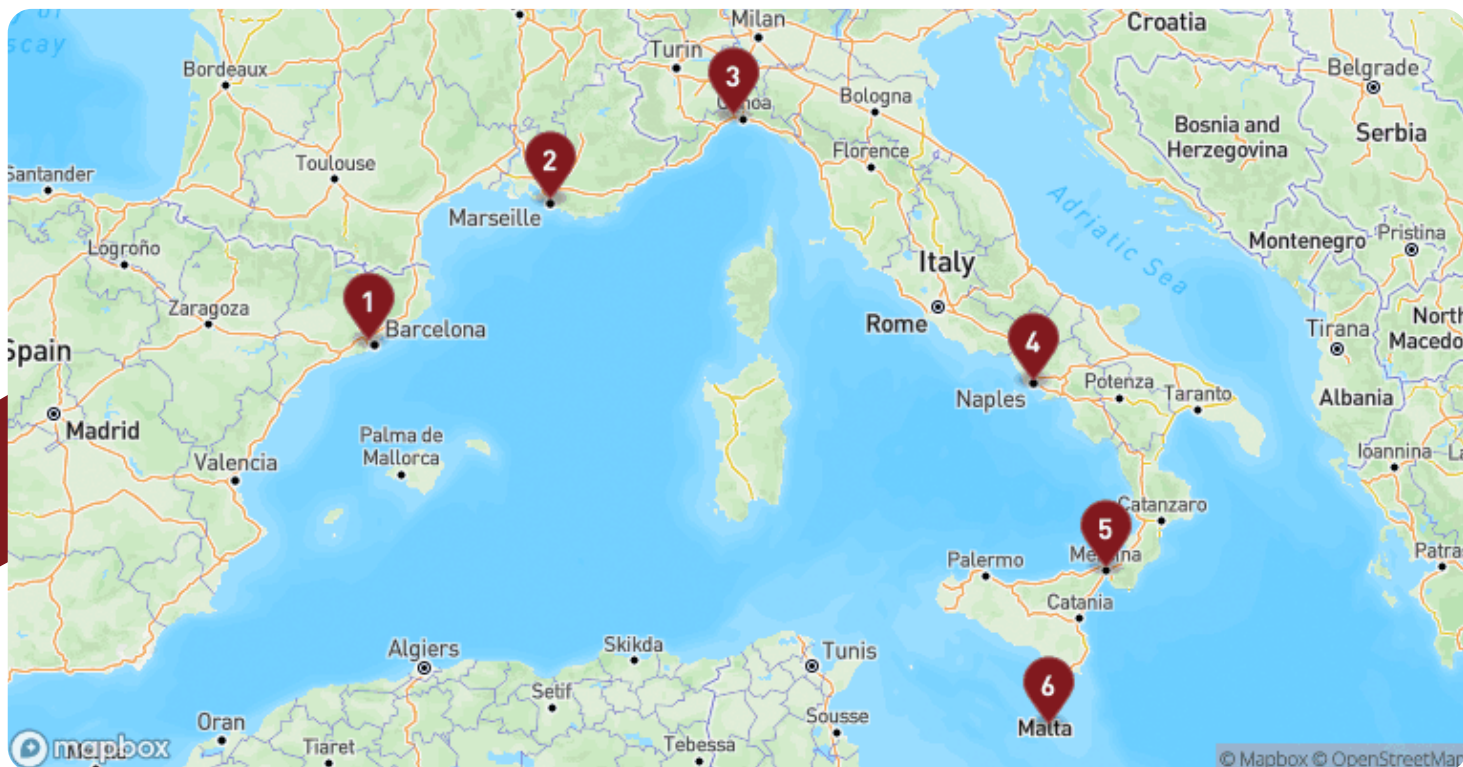 Milan
Croatia
scay
Turin
3
Bordeaux
Belgrade
Bologna
Bosnia and
Herzegovina
Serbia
2
Toulouse
Florence
Santander
Marseille
Adriatic Sea
Logroño
Montenegro
Pristina
Italy
1
Zaragoza
Barcelona
Rome
North
Macedo
Tirana
Spain
4
Naples
Potenza
Taranto
Albania
Madrid
Palma de
Mallorca
Valencia
Ioannina
La
Catanzaro
5
Palermo
Patra
Catania
Algiers
Skikda
Tunis
Setif
6
Malta
Oran
Sousse
Tiaret
Tebessa
mapbox
© Mapbox © OpenStreetMap